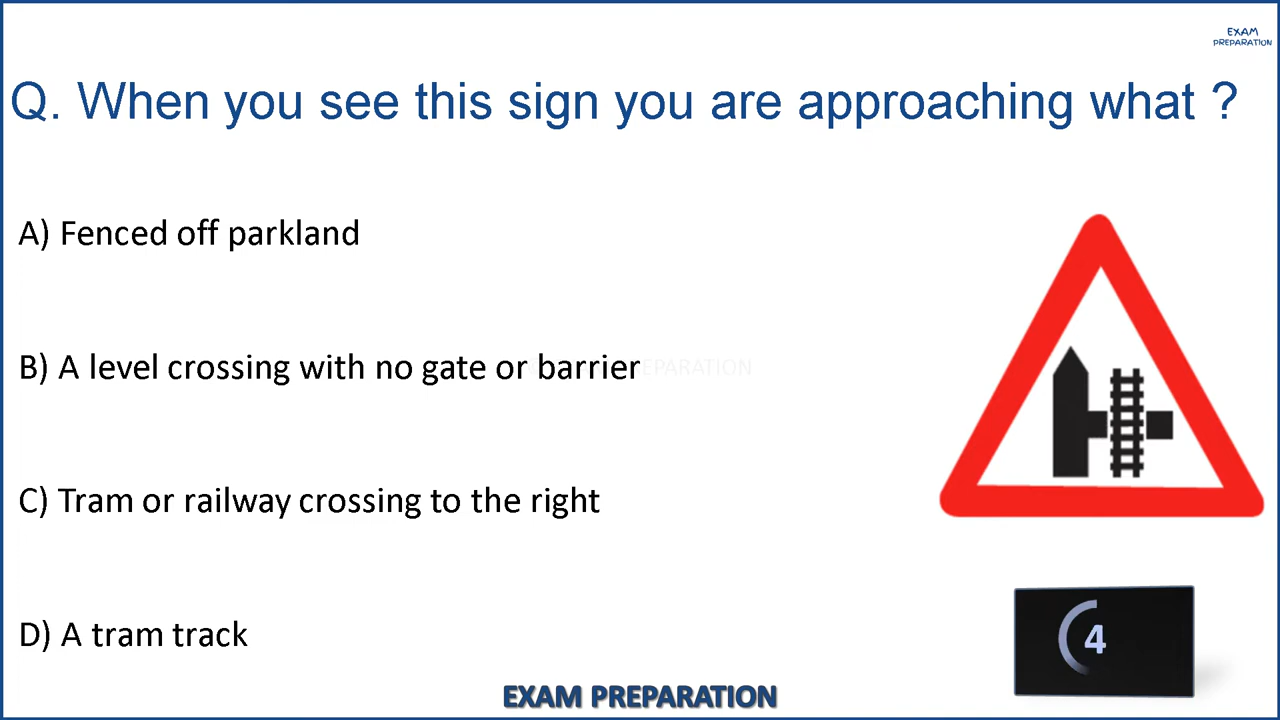 EXAM
PREPARATION
Q. When you see this sign you are approaching what ?
A) Fenced off parkland
B) A level crossing with no gate or barrier
PREPARATION
C) Tram or railway crossing to the right
D) A tram track
4
EXAM PREPARATION